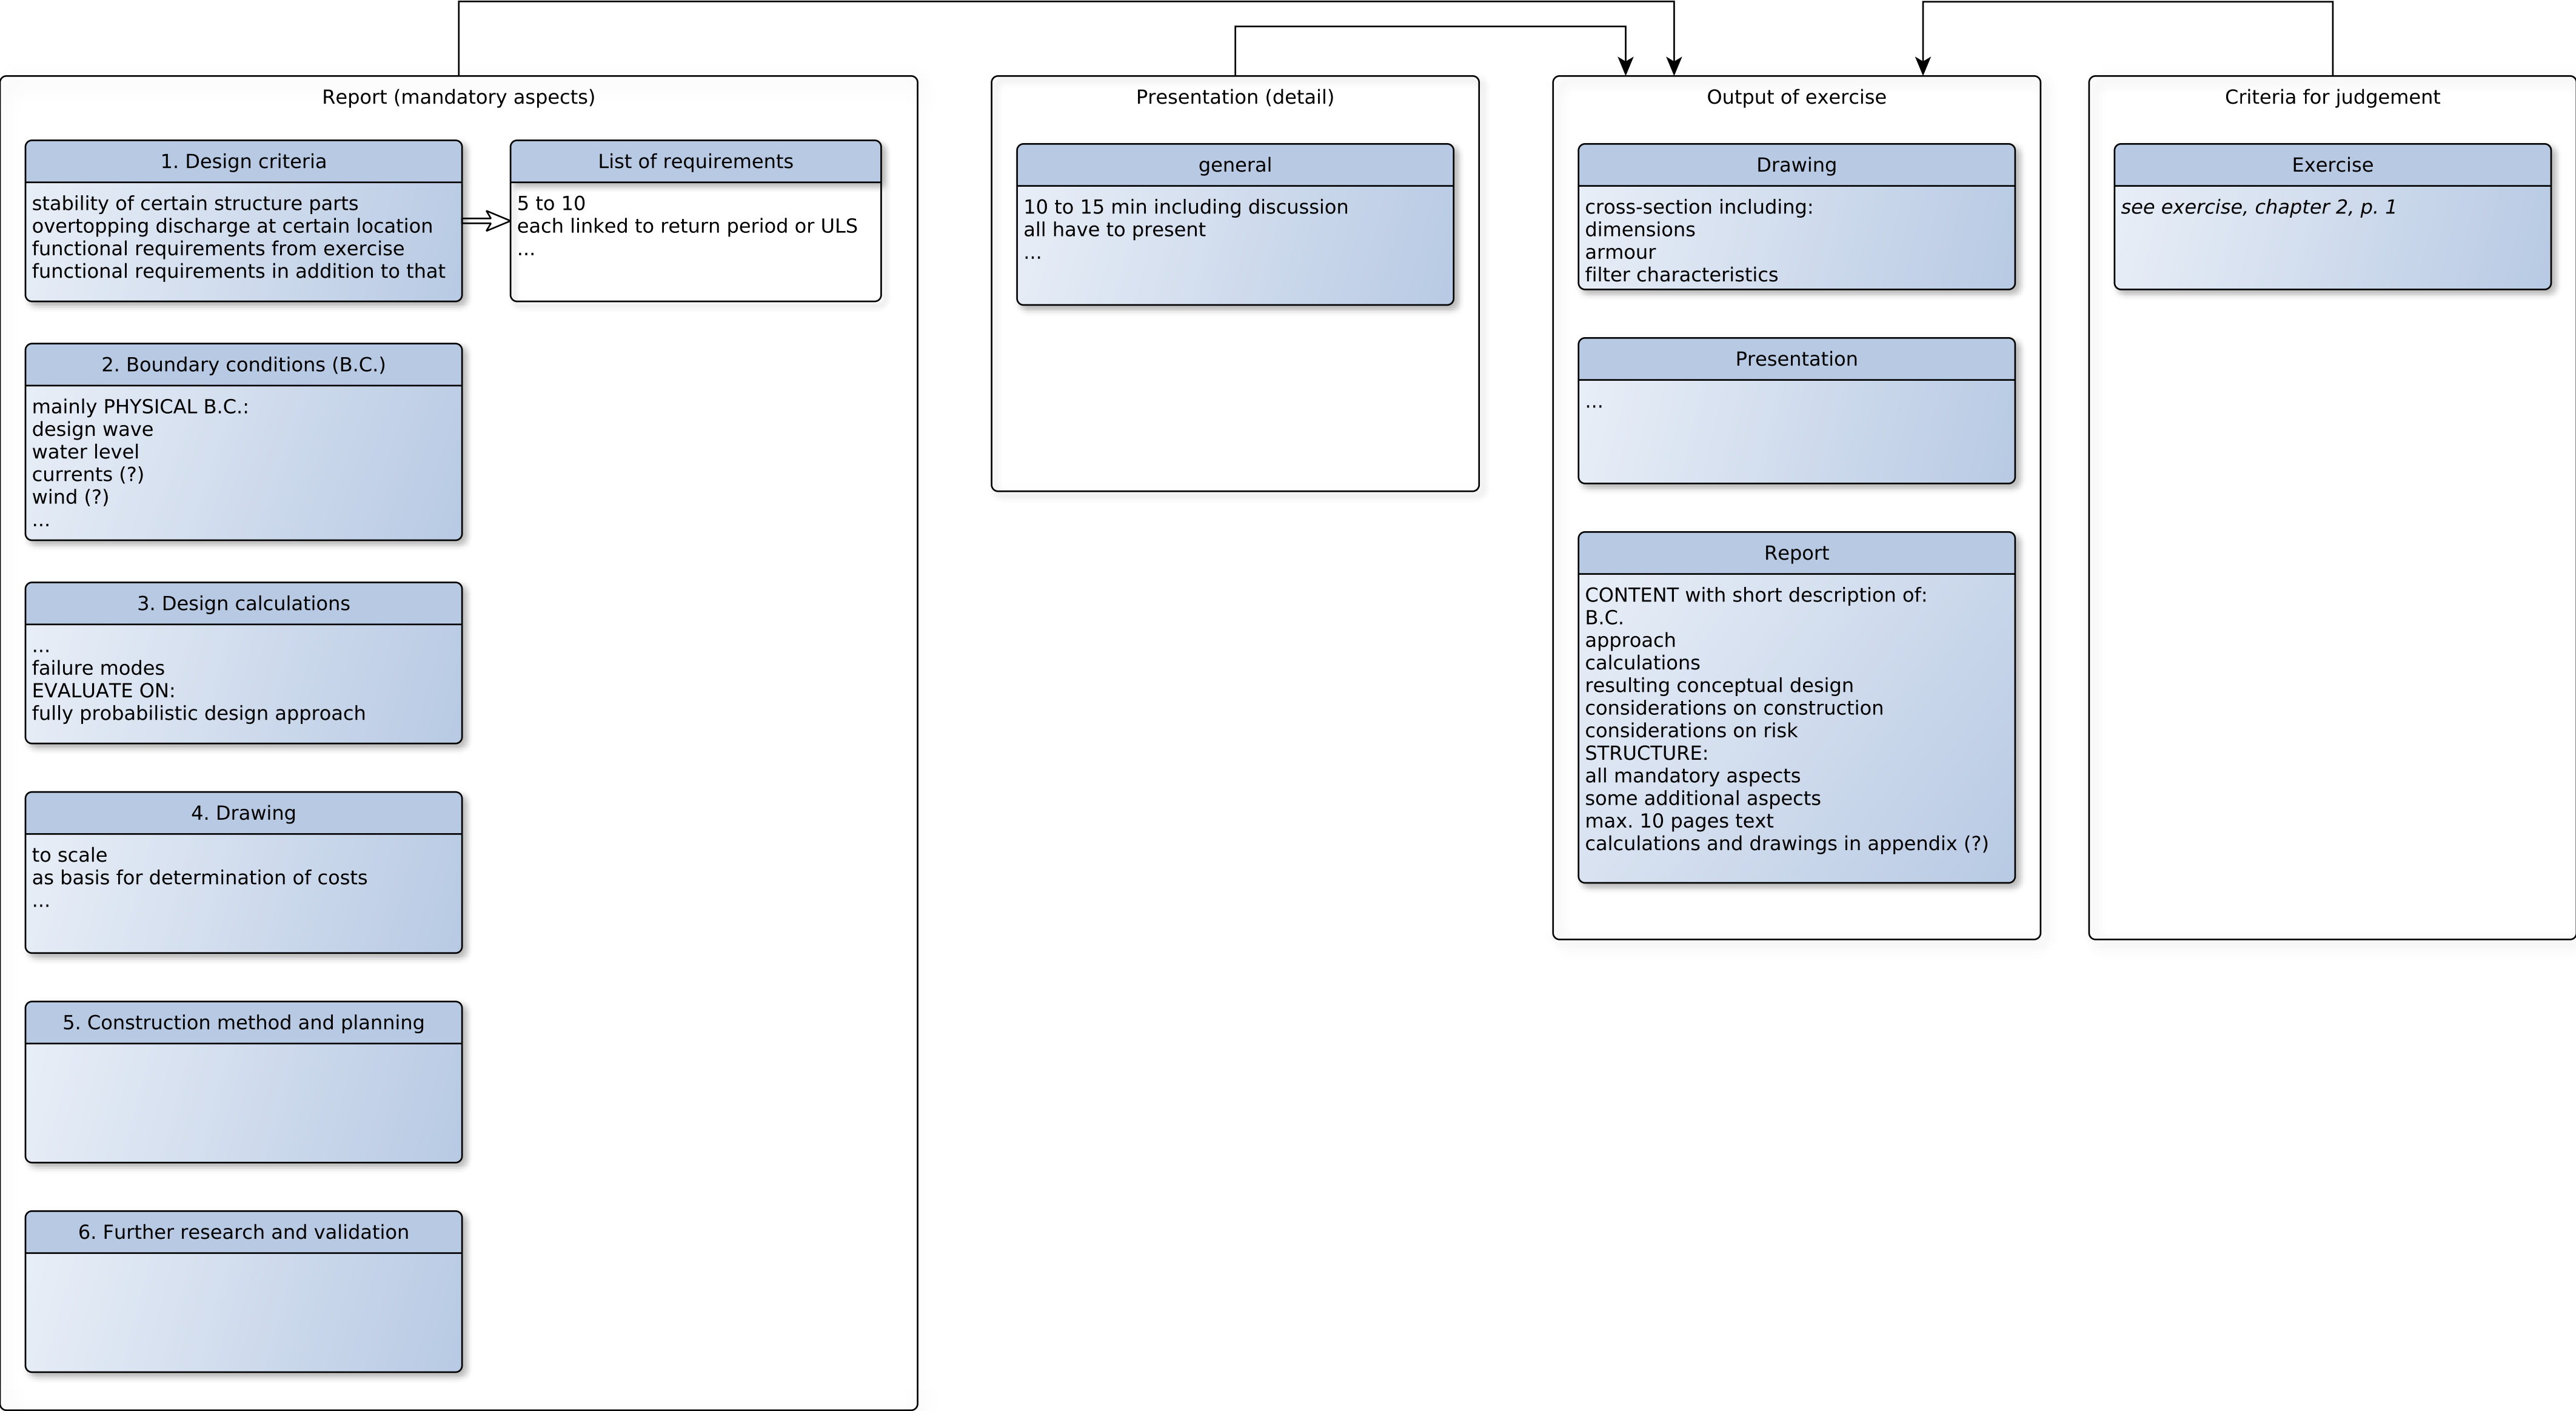 Report (mandatory aspects)
1. Design criteria
stability of certain structure parts
overtopping discharge at certain location
functional requirements from exercise
functional requirements in addition to that
List of requirements
5 to 10
each linked to return period or ULS
...
2. Boundary conditions (B.C.)
mainly PHYSICAL B.C.:
design wave
water level
currents (?)
wind (?)
...
3. Design calculations
...
failure modes
EVALUATE ON:
fully probabilistic design approach
4. Drawing
to scale
as basis for determination of costs
...
5. Construction method and planning
6. Further research and validation
Presentation (detail)
general
10 to 15 min including discussion
all have to present
...
Output of exercise
Drawing
cross-section including:
dimensions
armour
filter characteristics
Presentation
...
Report
CONTENT with short description of:
B.C.
approach
calculations
resulting conceptual design
considerations on construction
considerations on risk
STRUCTURE:
all mandatory aspects
some additional aspects
max. 10 pages text
calculations and drawings in appendix (?)
Criteria for judgement
Exercise
see exercise, chapter 2, p. 1